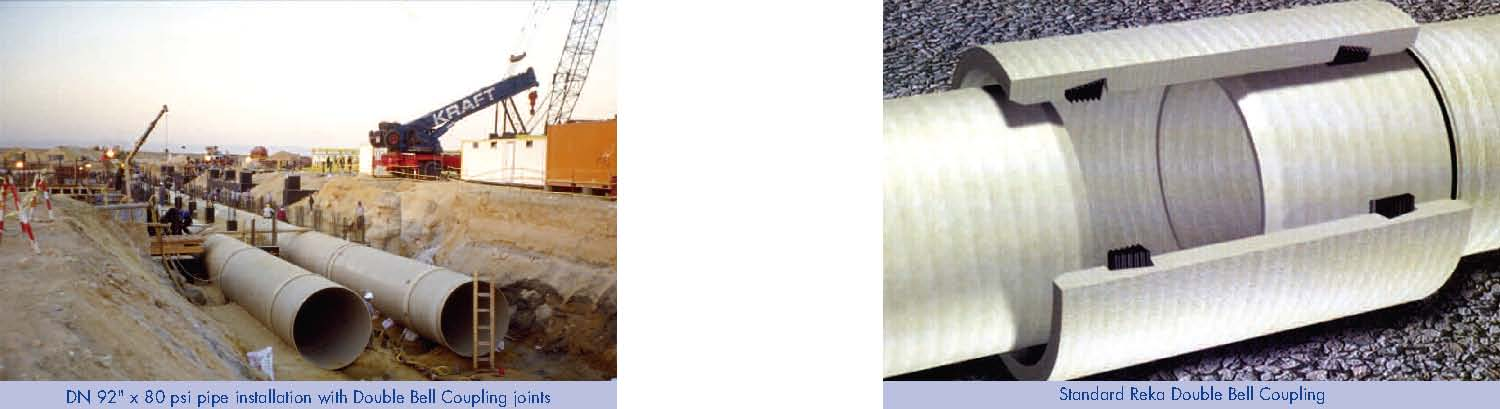 KRAFT
DN 92" x 80 psi pipe installation with Double Bell Coupling joints
Standard Reka Double Bell Coupling